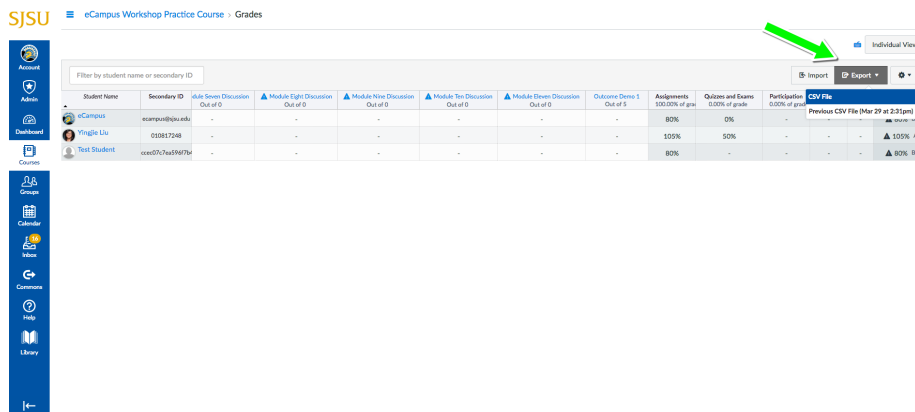 SJSU
eCampus Workshop Practice Course › Grades
Individual View
Filter by student name or secondary ID
Import
Export
Student Name
Secondary ID
dule Seven Discussion
Out of 0
Module Eight Discussion
Out of 0
Module Nine Discussion
Out of 0
Module Ten Discussion
Out of 0
Module Eleven Discussion
Out of 0
Outcome Demo 1
Out of 5
Assignments
100.00% of gra
Quizzes and Exams
0.00% of grade
Participation
0.00% of grad
CSV File
Previous CSV File (Mar 29 at 2:31pm)
eCampus
ecampus@sjsu.edu
- - - - - - 80% 0% - - - 80%
Yingjie Liu
010817248
- - - - - - 105% 50% - - - 105%
Test Student
- - - - - - 80% - - - - 80% B
Account
Admin
Dashboard
Courses
Groups
Calendar
16
Inbox
Commons
Help
Library